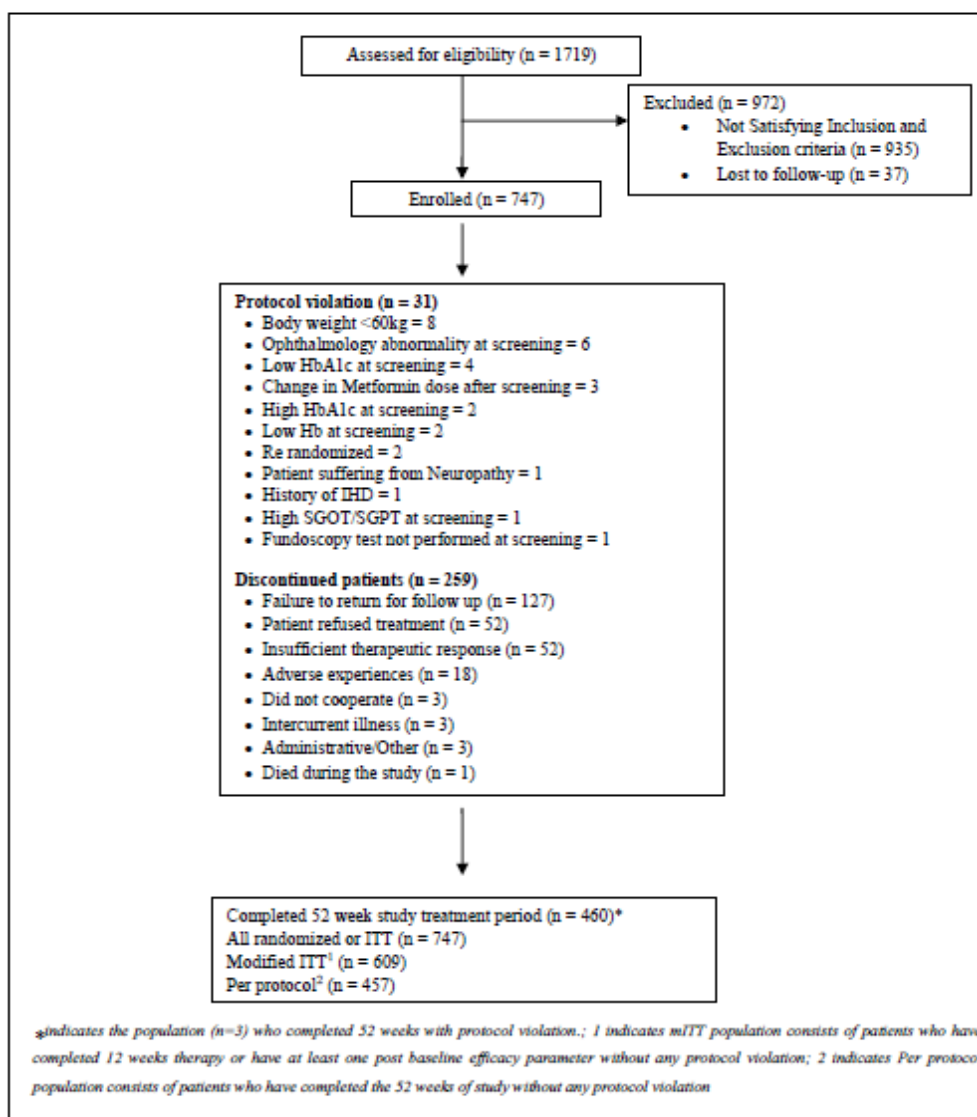 Assessed for eligibility (n = 1719)
Excluded (n = 972)
• Not Satisfying Inclusion and
Exclusion criteria (n = 935)
• Lost to follow-up (n = 37)
Enrolled (n = 747)
Protocol violation (n = 31)
• Body weight <60kg = 8
• Ophthalmology abnormality at screening = 6
• Low HbA1c at screening = 4
• Change in Metformin dose after screening = 3
• High HbA1c at screening = 2
• Low Hb at screening = 2
• Re randomized = 2
• Patient suffering from Neuropathy = 1
• History of IHD = 1
• High SGOT/SGPT at screening = 1
• Fundoscopy test not performed at screening = 1
Discontinued patients (n = 259)
• Failure to return for follow up (n = 127)
• Patient refused treatment (n = 52)
• Insufficient therapeutic response (n = 52)
• Adverse experiences (n = 18)
• Did not cooperate (n = 3)
• Intercurrent illness (n = 3)
• Administrative/Other (n = 3)
• Died during the study (n = 1)
Completed 52 week study treatment period (n = 460)*
All randomized or ITT (n = 747)
Modified ITT¹ (n = 609)
Per protocol² (n = 457)
*indicates the population (n=3) who completed 52 weeks with protocol violation.; 1 indicates mITT population consists of patients who have
completed 12 weeks therapy or have at least one post baseline efficacy parameter without any protocol violation; 2 indicates Per protocol
population consists of patients who have completed the 52 weeks of study without any protocol violation